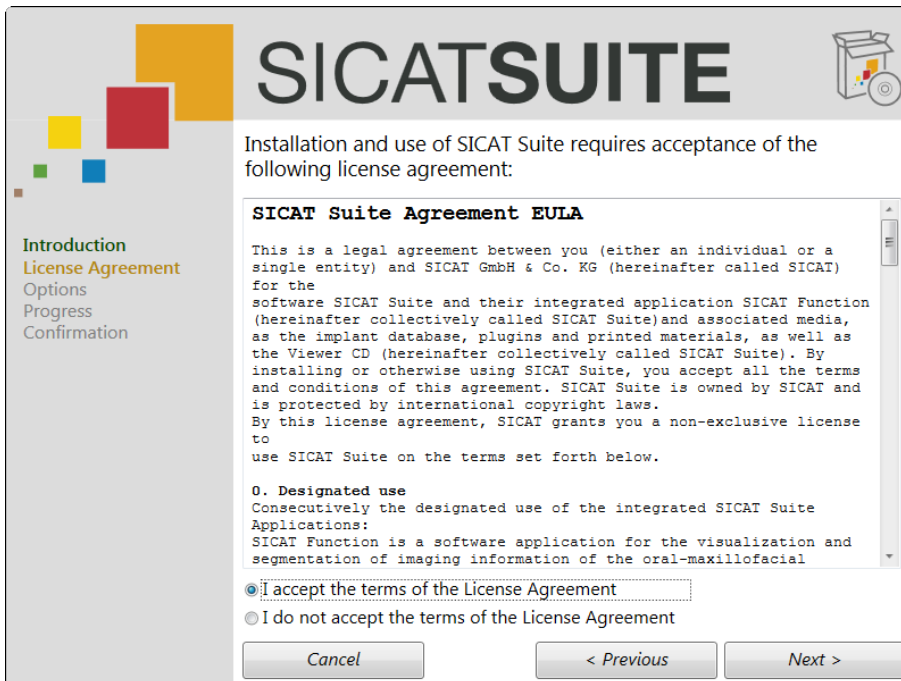 SICATSUITE
Installation and use of SICAT Suite requires acceptance of the
following license agreement:
Introduction
License Agreement
Options
Progress
Confirmation
SICAT Suite Agreement EULA
This is a legal agreement between you (either an individual or a
single entity) and SICAT GmbH & Co. KG (hereinafter called SICAT)
for the
software SICAT Suite and their integrated application SICAT Function
(hereinafter collectively called SICAT Suite)and associated media,
as the implant database, plugins and printed materials, as well as
the Viewer CD (hereinafter collectively called SICAT Suite). By
installing or otherwise using SICAT Suite, you accept all the terms
and conditions of this agreement. SICAT Suite is owned by SICAT and
is protected by international copyright laws.
By this license agreement, SICAT grants you a non-exclusive license
to
use SICAT Suite on the terms set forth below.
0. Designated use
Consecutively the designated use of the integrated SICAT Suite
Applications:
SICAT Function is a software application for the visualization and
segmentation of imaging information of the oral-maxillofacial
I accept the terms of the License Agreement
I do not accept the terms of the License Agreement
Cancel
< Previous
Next >